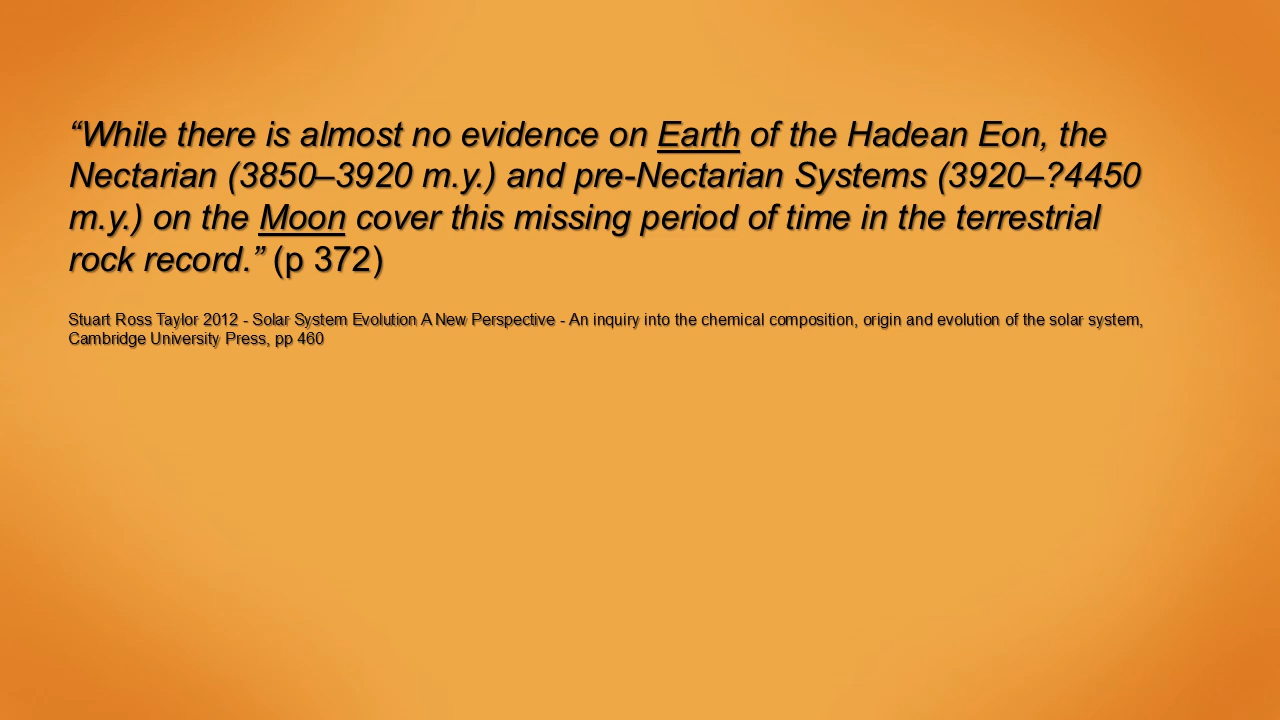 “While there is almost no evidence on Earth of the Hadean Eon, the
Nectarian (3850–3920 m.y.) and pre-Nectarian Systems (3920–?4450
m.y.) on the Moon cover this missing period of time in the terrestrial
rock record.” (p 372)
Stuart Ross Taylor 2012 - Solar System Evolution A New Perspective - An inquiry into the chemical composition, origin and evolution of the solar system,
Cambridge University Press, pp 460